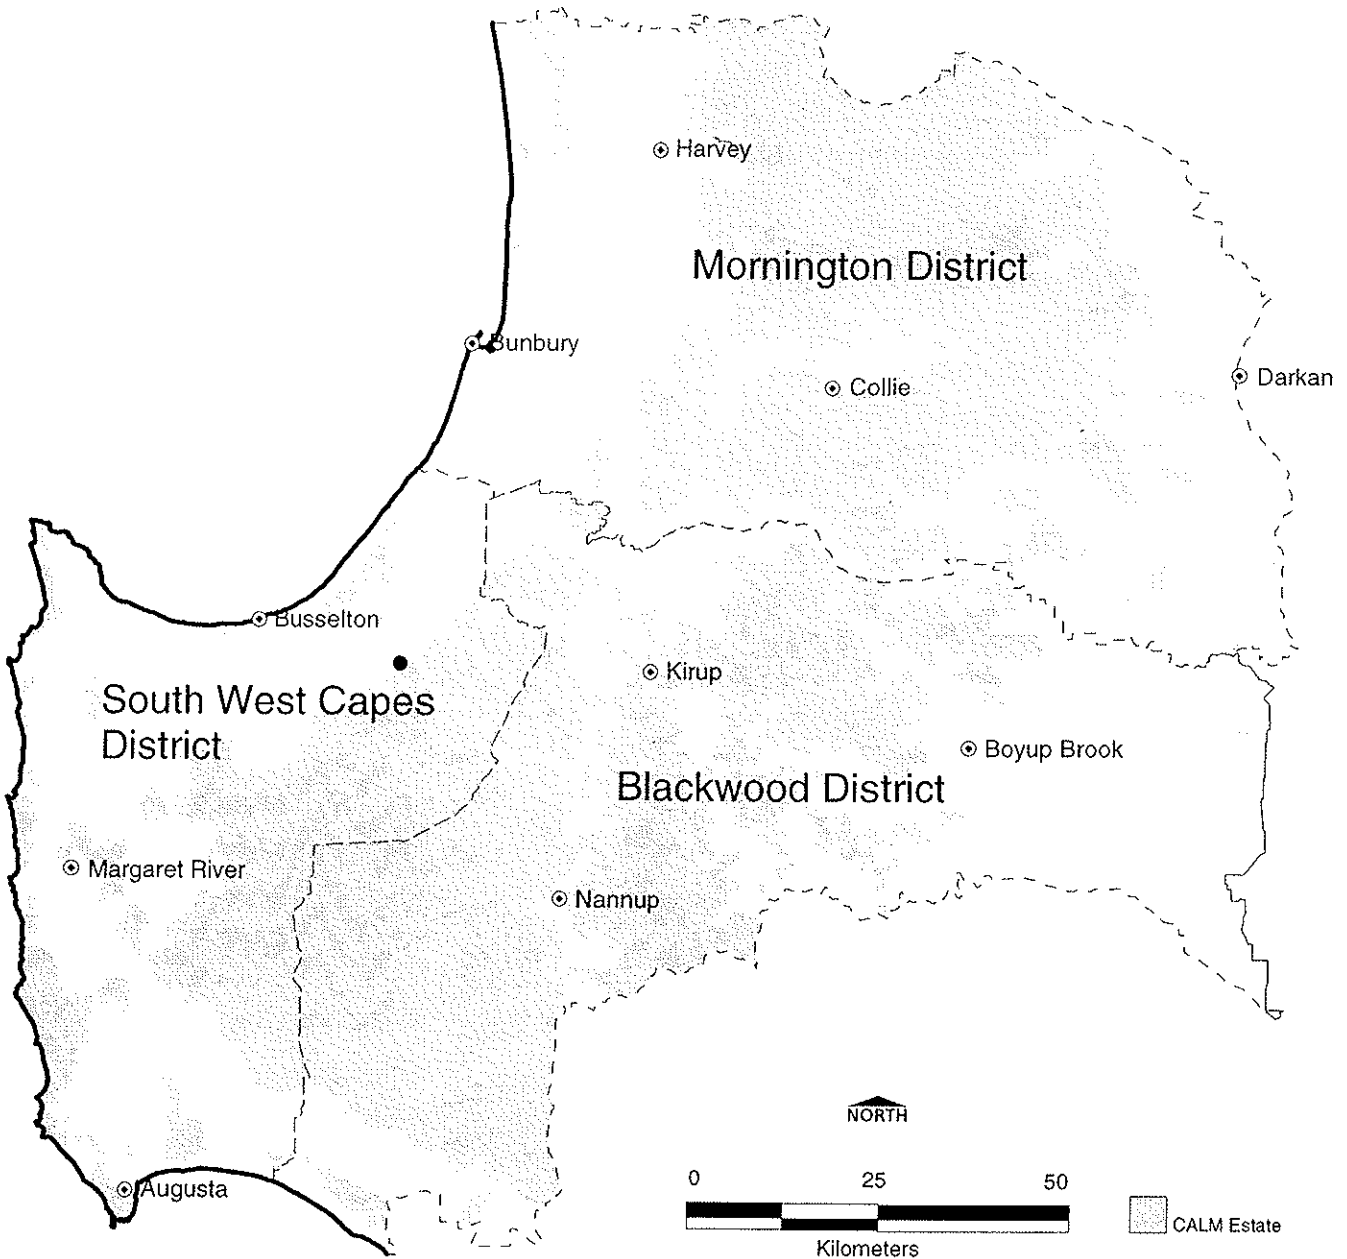 Harvey
Mornington District
Bunbury
Collie
Darkan
Busselton
Kirup
South West Capes
District
Boyup Brook
Blackwood District
Margaret River
Nannup
NORTH
0 25 50
Augusta
CALM Estate
Kilometers